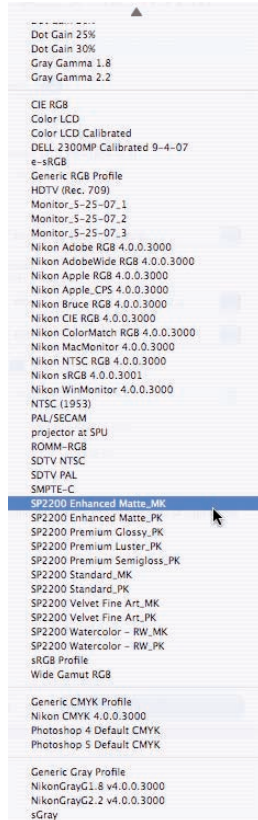 Dot Gain 25%
Dot Gain 30%
Gray Gamma 1.8
Gray Gamma 2.2
CIE RGB
Color LCD
Color LCD Calibrated
DELL 2300MP Calibrated 9-4-07
e-sRGB
Generic RGB Profile
HDTV (Rec. 709)
Monitor_5-25-07_1
Monitor_5-25-07_2
Monitor_5-25-07_3
Nikon Adobe RGB 4.0.0.3000
Nikon AdobeWide RGB 4.0.0.3000
Nikon Apple RGB 4.0.0.3000
Nikon Apple_CPS 4.0.0.3000
Nikon Bruce RGB 4.0.0.3000
Nikon CIE RGB 4.0.0.3000
Nikon ColorMatch RGB 4.0.0.3000
Nikon MacMonitor 4.0.0.3000
Nikon NTSC RGB 4.0.0.3000
Nikon sRGB 4.0.0.3001
Nikon WinMonitor 4.0.0.3000
NTSC (1953)
PAL/SECAM
projector at SPU
ROMM-RGB
SDTV NTSC
SDTV PAL
SMPTE-C
SP2200 Enhanced Matte_MK
SP2200 Enhanced Matte_PK
SP2200 Premium Glossy_PK
SP2200 Premium Luster_PK
SP2200 Premium Semigloss_PK
SP2200 Standard_MK
SP2200 Standard_PK
SP2200 Velvet Fine Art_MK
SP2200 Velvet Fine Art_PK
SP2200 Watercolor - RW_MK
SP2200 Watercolor - RW_PK
sRGB Profile
Wide Gamut RGB
Generic CMYK Profile
Nikon CMYK 4.0.0.3000
Photoshop 4 Default CMYK
Photoshop 5 Default CMYK
Generic Gray Profile
NikonGrayG1.8 v4.0.0.3000
NikonGrayG2.2 v4.0.0.3000
sGray